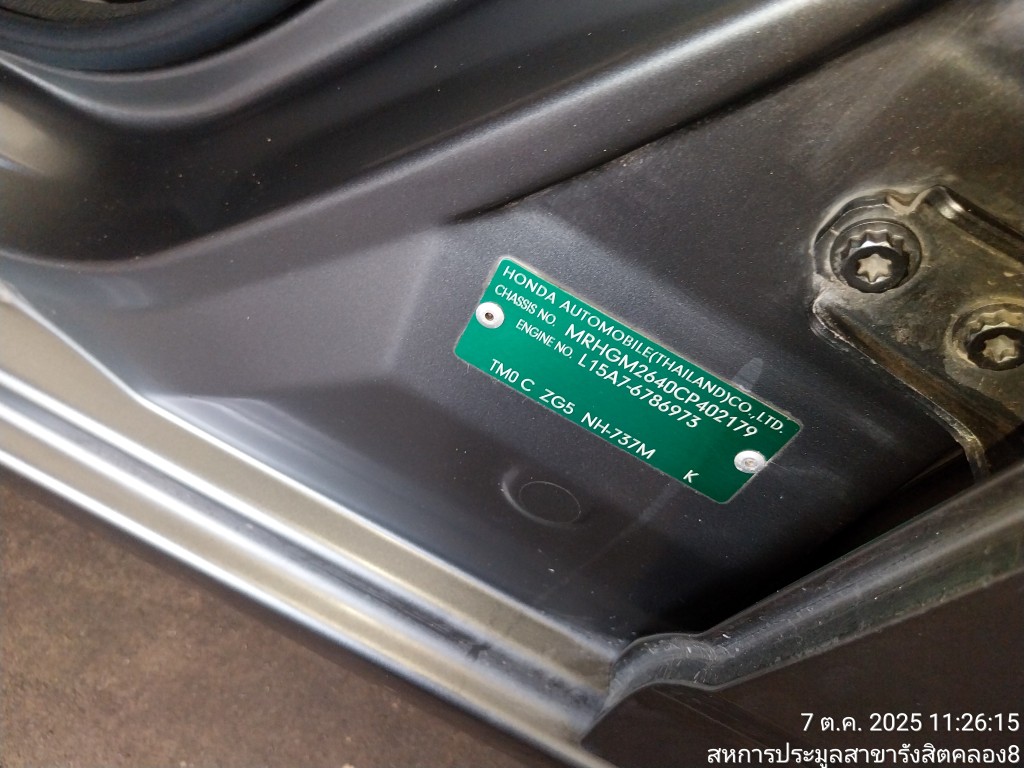 HONDA AUTOMOBILE(THAILAND)CO.,LTD.
CHASSIS NO. MRHGM2640CP402179
ENGINE NO. L15A7-6786973
TM0 C ZG5 NH-737M K
7 ต.ค. 2025 11:26:15
สหการประมูลสาขารังสิตคลอง8